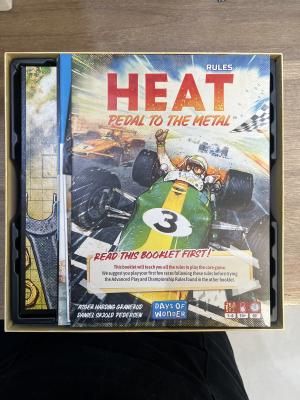 RULES
HEAT
PEDAL TO THE METAL™
3
READ THIS BOOKLET FIRST!
This booklet will teach you all the rules to play the core game.
We suggest you play your first few races following these rules before trying
the Advanced Play and Championship Rules found in the other booklet.
ASGER HARDING GRANERUD
DANIEL SKJOLD PEDERSEN
DAYS OF
WONDER